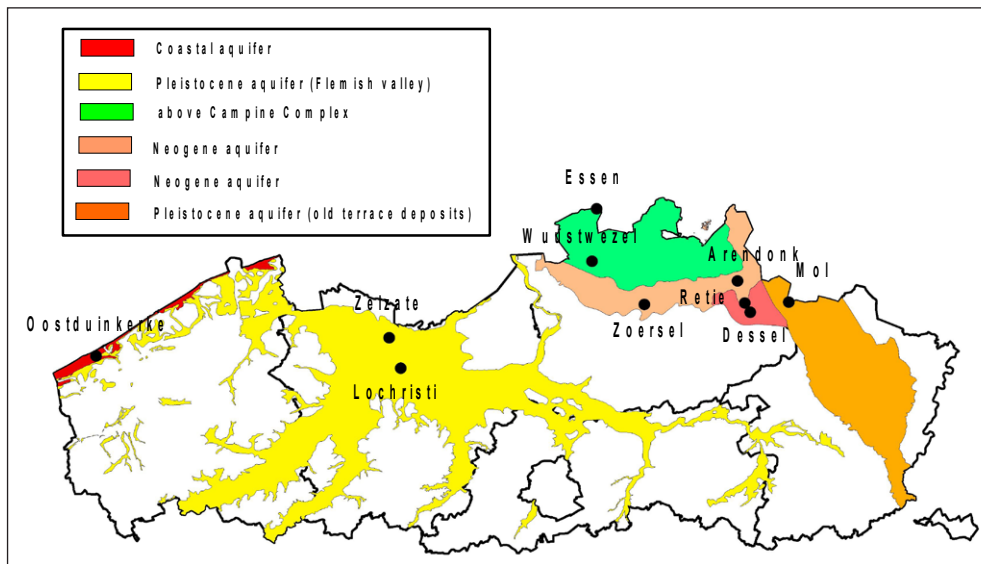 Coastal aquifer
Pleistocene aquifer (Flemish valley)
above Campine Complex
Neogene aquifer
Neogene aquifer
Pleistocene aquifer (old terrace deposits)
Essen
Wuustwezel
Arendonk
Mol
Retie
Zoersel
Dessel
Zelzate
Oostduinkerke
Lochristi